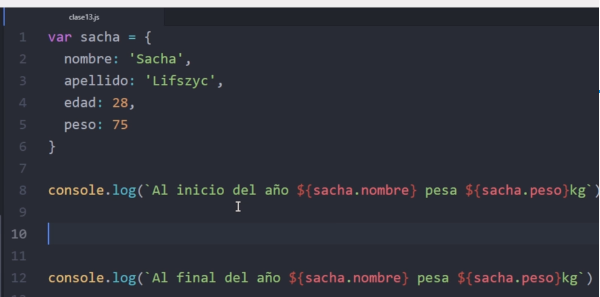 clase13.js
1 var sacha = {
2 nombre: 'Sacha',
3 apellido: 'Lifszyc',
4 edad: 28,
5 peso: 75
6 }
7
8 console.log(`Al inicio del año ${sacha.nombre} pesa ${sacha.peso}kg`)
9
10
11
12 console.log(`Al final del año ${sacha.nombre} pesa ${sacha.peso}kg`)